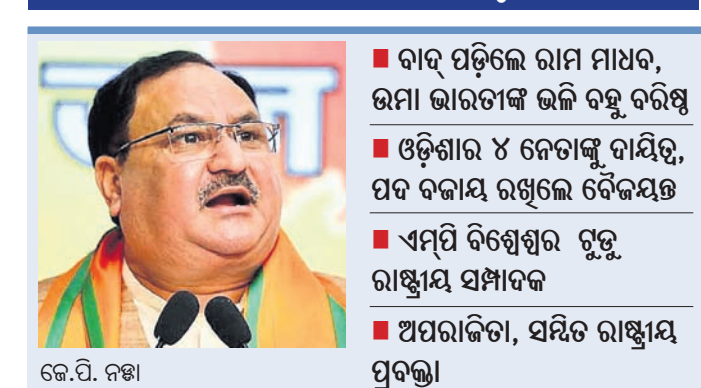 ■ ବାଦ୍ ପଡ଼ିଲେ ରାମ ମାଧବ,
ଉମା ଭାରତୀଙ୍କ ଭଳି ବହୁ ବରିଷ୍ଠ
■ ଓଡ଼ିଶାର ୪ ନେତାଙ୍କୁ ଦାୟିତ୍ୱ,
ପଦ ବଜାୟ ରଖିଲେ ବୈଜୟନ୍ତ
■ ଏମ୍‌ପି ବିଶ୍ୱେଶ୍ୱର ଟୁଡୁ
ରାଷ୍ଟ୍ରୀୟ ସମ୍ପାଦକ
■ ଅପରାଜିତା, ସମ୍ବିତ ରାଷ୍ଟ୍ରୀୟ
ପ୍ରବକ୍ତା
ଜେ.ପି. ନଡ୍ଡା